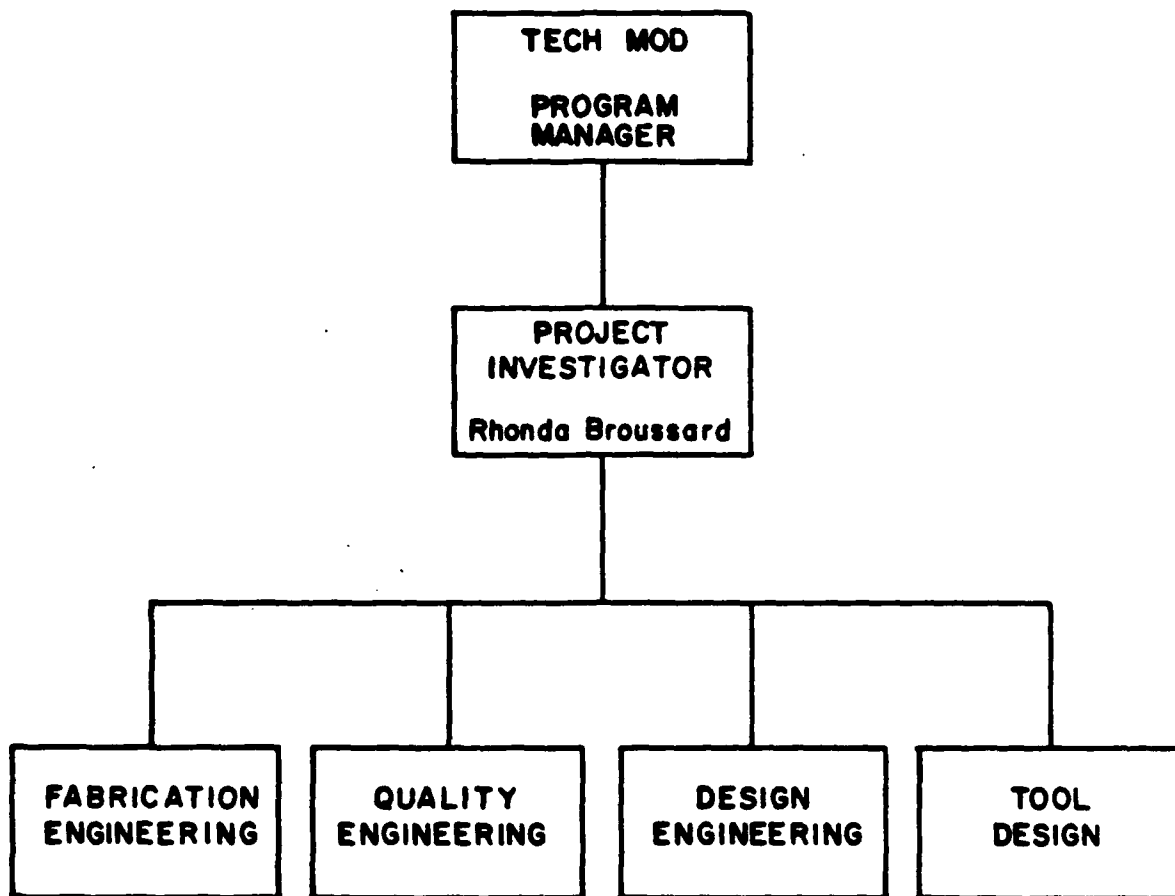 TECH MOD
PROGRAM
MANAGER
PROJECT
INVESTIGATOR
Rhonda Broussard
FABRICATION
ENGINEERING
QUALITY
ENGINEERING
DESIGN
ENGINEERING
TOOL
DESIGN